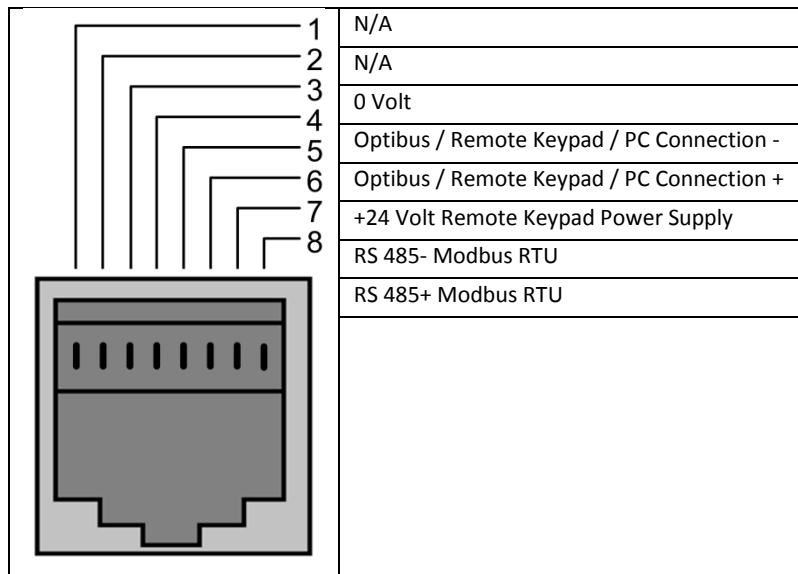 1 N/A
2 N/A
3 0 Volt
4 Optibus / Remote Keypad / PC Connection -
5 Optibus / Remote Keypad / PC Connection +
6 +24 Volt Remote Keypad Power Supply
7 RS 485- Modbus RTU
8 RS 485+ Modbus RTU